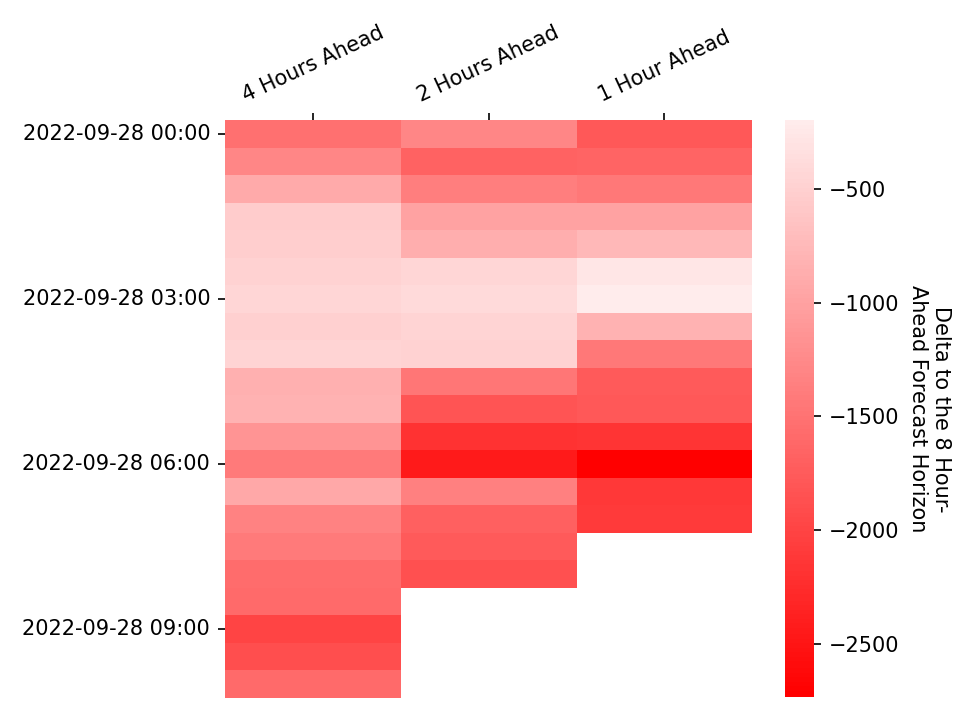 4 Hours Ahead
2 Hours Ahead
1 Hour Ahead
2022-09-28 00:00
2022-09-28 03:00
2022-09-28 06:00
2022-09-28 09:00
−500
−1000
−1500
−2000
−2500
Delta to the 8 Hour-
Ahead Forecast Horizon